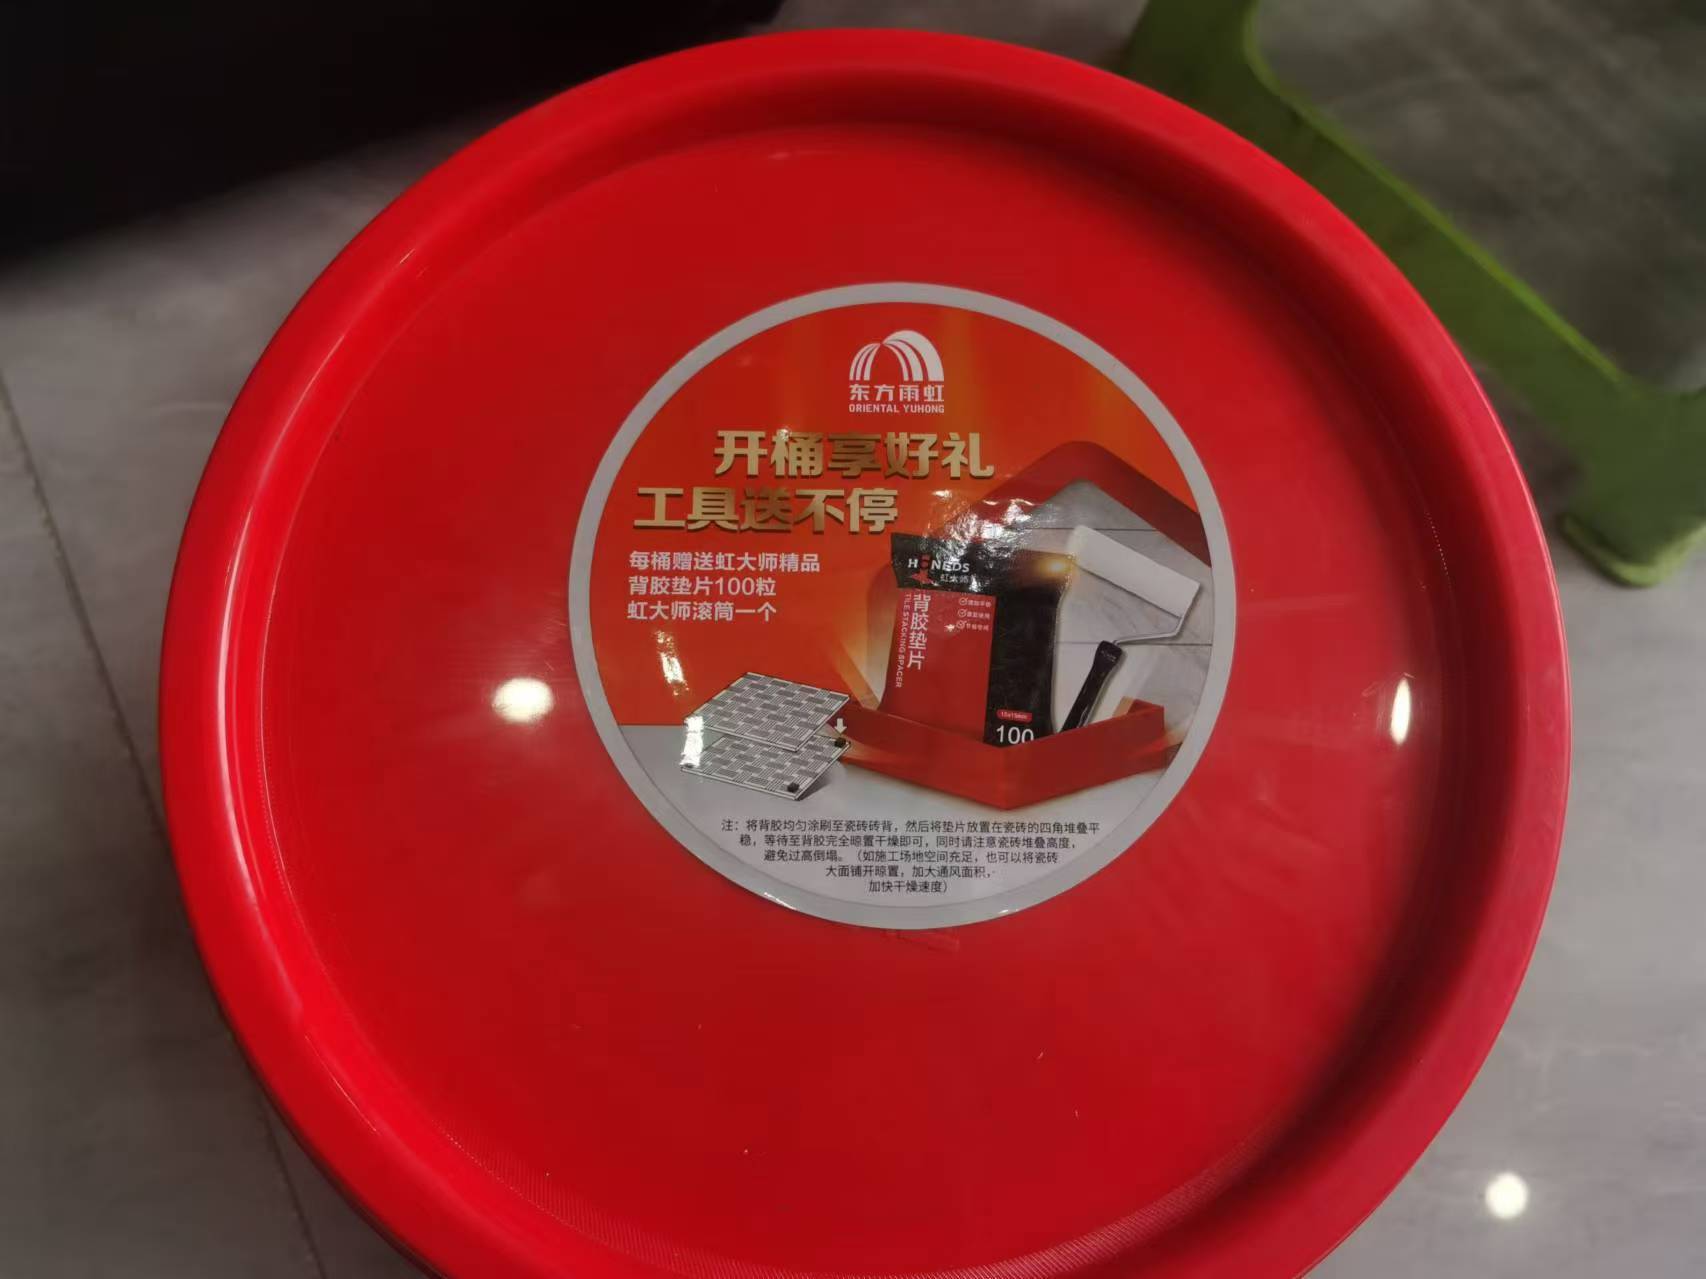 东方雨虹
ORIENTAL YUHONG
开桶享好礼
工具送不停
每桶赠送虹大师精品
背胶垫片100粒
虹大师滚筒一个
HONEDS
虹大师
背胶垫片
TILE STACKING SPACER
100
注：将背胶均匀涂刷至瓷砖砖背，然后将垫片放置在瓷砖的四角堆叠平
稳，等待至背胶完全晾置干燥即可，同时请注意瓷砖堆叠高度，
避免过高倒塌。（如施工场地空间充足，也可以将瓷砖
大面铺开晾置，加大通风面积，
加快干燥速度）